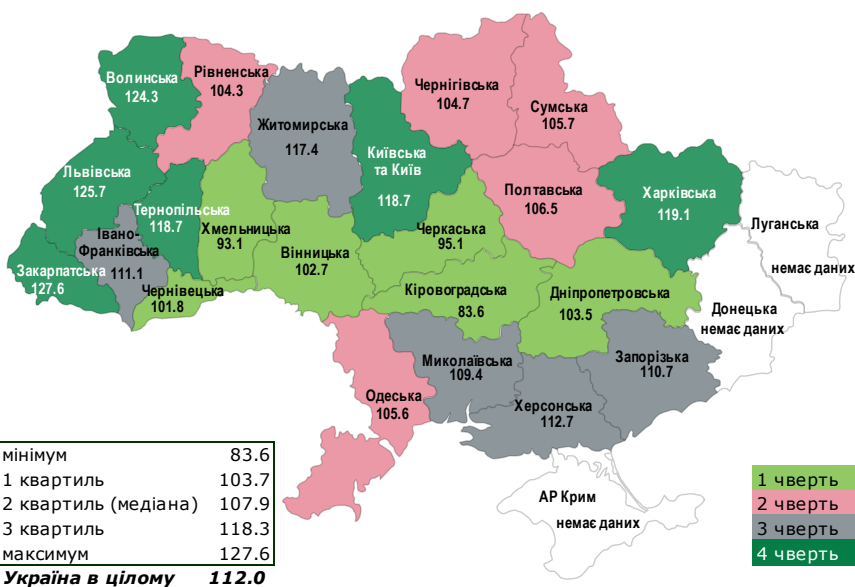 Волинська
124.3
Рівненська
104.3
Житомирська
117.4
Київська
та Київ
118.7
Чернігівська
104.7
Сумська
105.7
Львівська
125.7
Тернопільська
118.7
Хмельницька
93.1
Вінницька
102.7
Черкаська
95.1
Полтавська
106.5
Харківська
119.1
Луганська
немає даних
Івано-
Франківська
111.1
Закарпатська
127.6
Чернівецька
101.8
Кіровоградська
83.6
Дніпропетровська
103.5
Донецька
немає даних
Миколаївська
109.4
Запорізька
110.7
Одеська
105.6
Херсонська
112.7
АР Крим
немає даних
мінімум 83.6
1 квартиль 103.7
2 квартиль (медіана) 107.9
3 квартиль 118.3
максимум 127.6
Україна в цілому 112.0
1 чверть
2 чверть
3 чверть
4 чверть